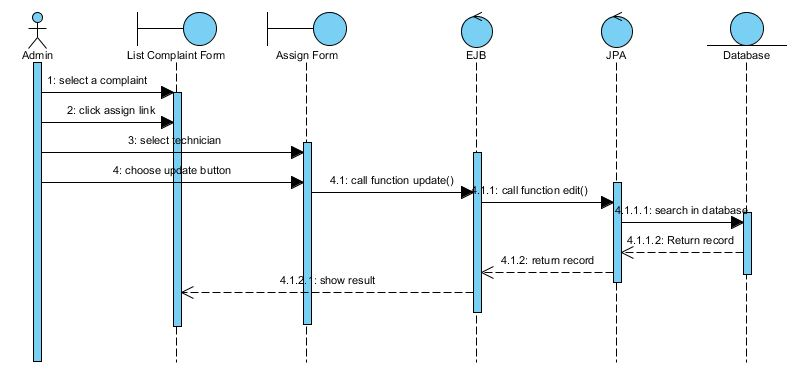 Admin
List Complaint Form
Assign Form
EJB
JPA
Database
1: select a complaint
2: click assign link
3: select technician
4: choose update button
4.1: call function update()
4.1.1: call function edit()
4.1.1.1: search in database
4.1.1.2: Return record
4.1.2: return record
4.1.2.1: show result